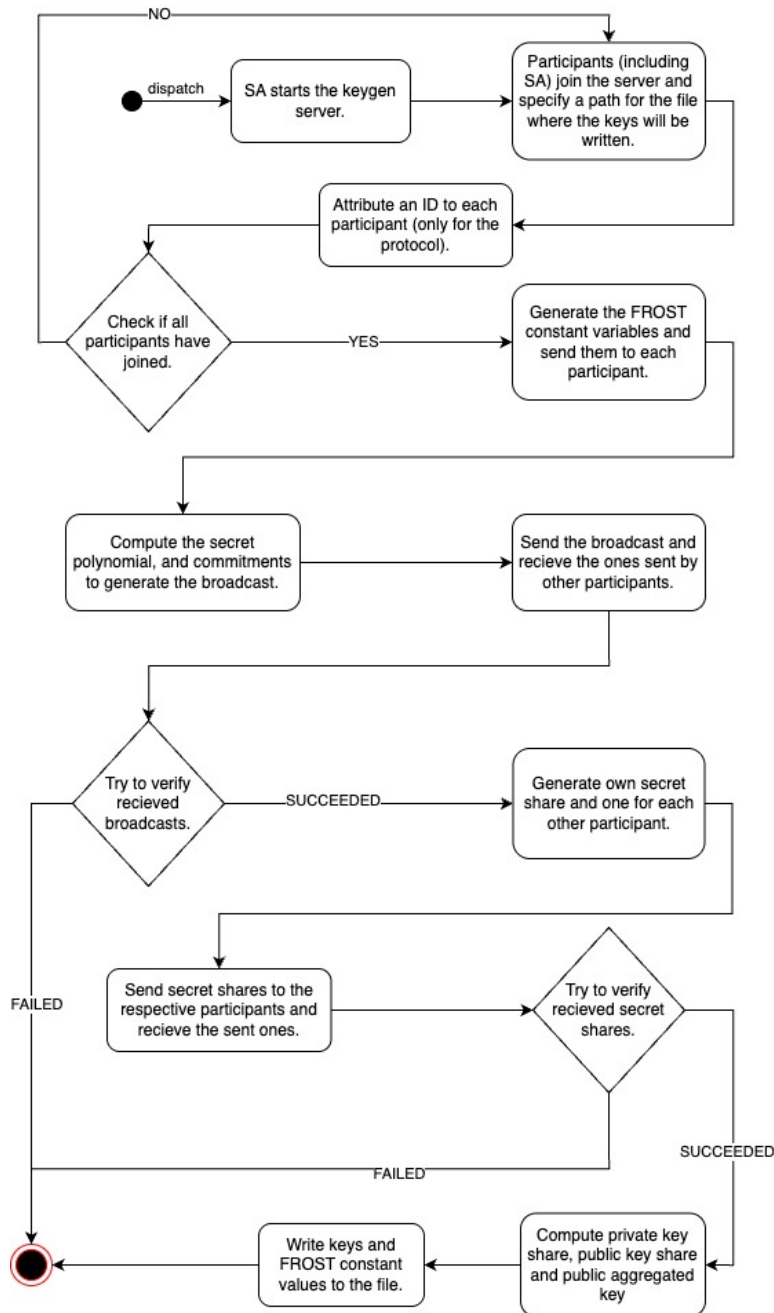 NO
dispatch
SA starts the keygen
server.
Participants (including
SA) join the server and
specify a path for the file
where the keys will be
written.
Attribute an ID to each
participant (only for the
protocol).
Check if all
participants have
joined.
YES
Generate the FROST
constant variables and
send them to each
participant.
Compute the secret
polynomial, and commitments
to generate the broadcast.
Send the broadcast and
recieve the ones sent by
other participants.
Try to verify
recieved
broadcasts.
SUCCEEDED
Generate own secret
share and one for each
other participant.
FAILED
Send secret shares to the
respective participants and
recieve the sent ones.
Try to verify
recieved secret
shares.
SUCCEEDED
FAILED
Write keys and
FROST constant
values to the file.
Compute private key
share, public key share
and public aggregated
key